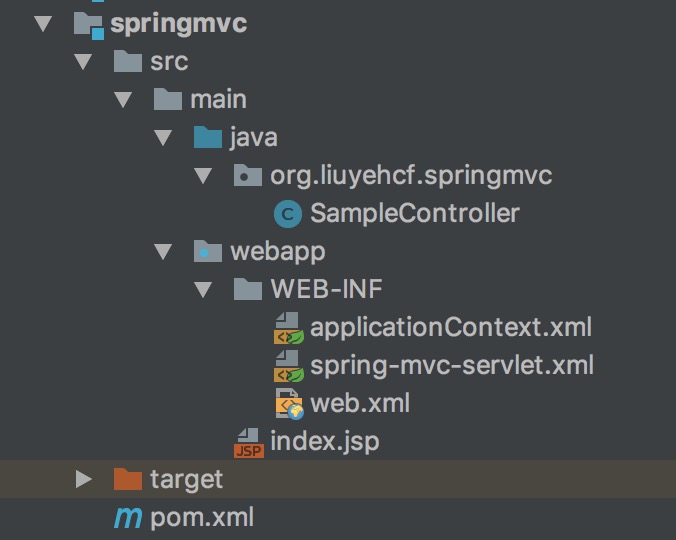 springmvc
src
main
java
org.liuyehcf.springmvc
C SampleController
webapp
WEB-INF
applicationContext.xml
spring-mvc-servlet.xml
web.xml
JSP index.jsp
target
m pom.xml